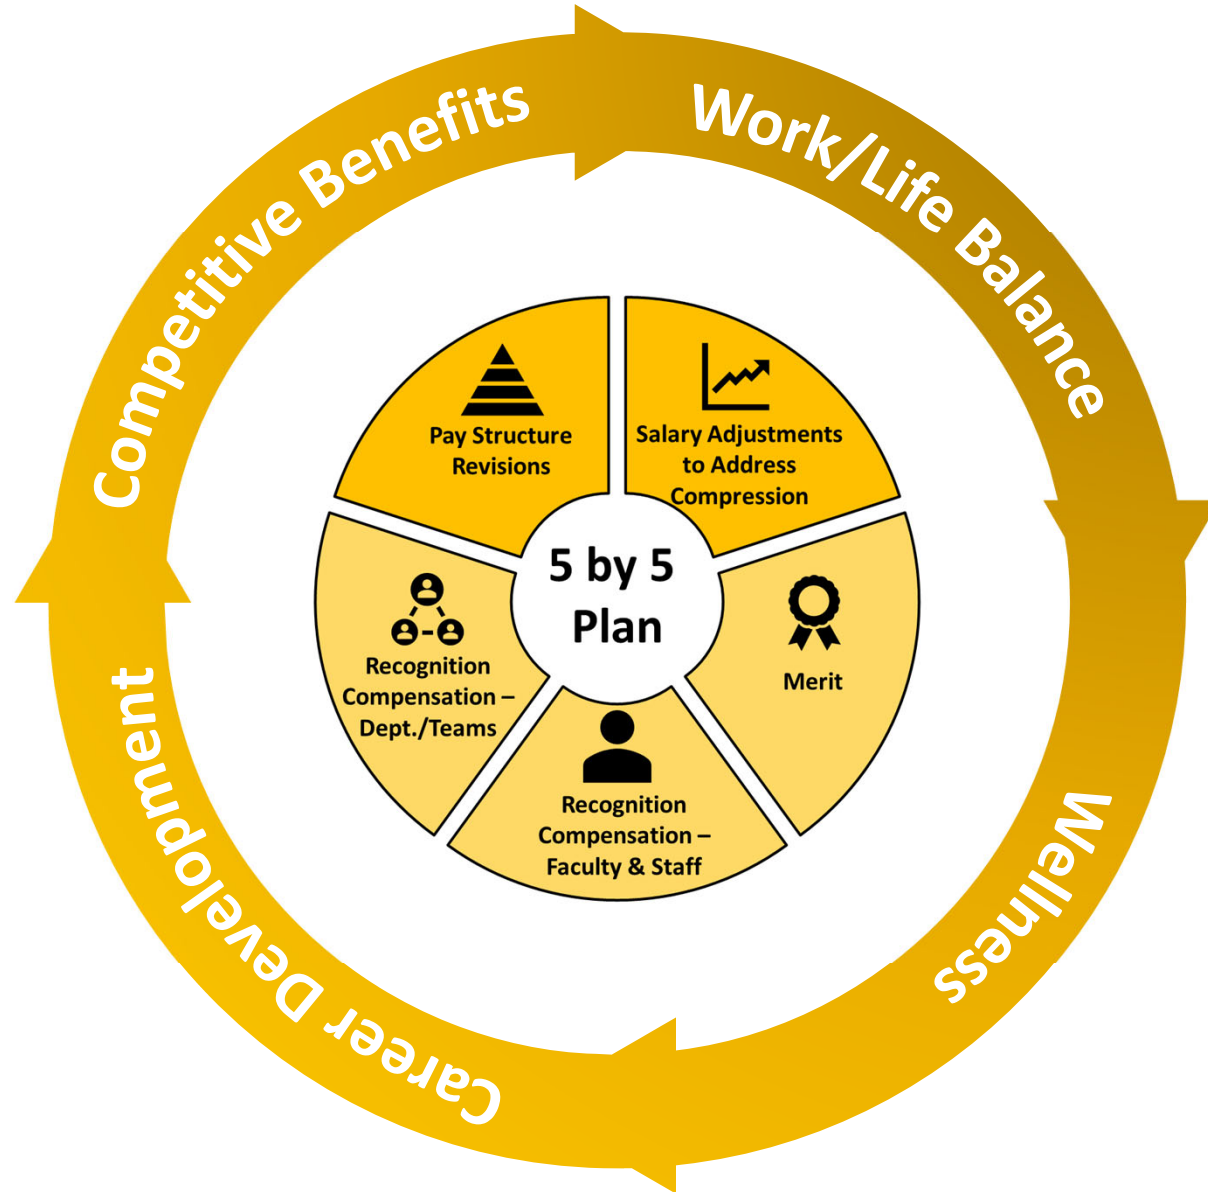 Competitive Benefits
Work/Life Balance
Wellness
Career Development
5 by 5
Plan
Pay Structure
Revisions
Salary Adjustments
to Address
Compression
Merit
Recognition
Compensation –
Faculty & Staff
Recognition
Compensation –
Dept./Teams